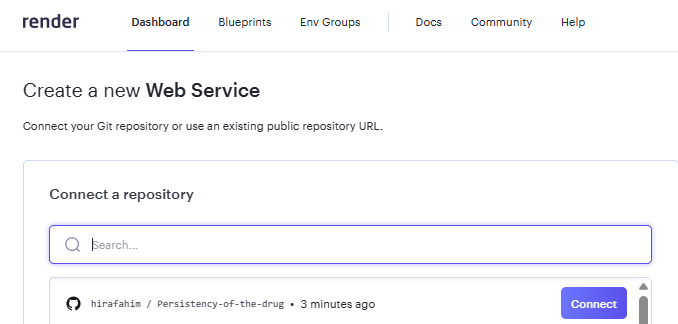 render Dashboard Blueprints Env Groups Docs Community Help
Create a new Web Service
Connect your Git repository or use an existing public repository URL.
Connect a repository
Search...
hirafahim / Persistency-of-the-drug • 3 minutes ago Connect